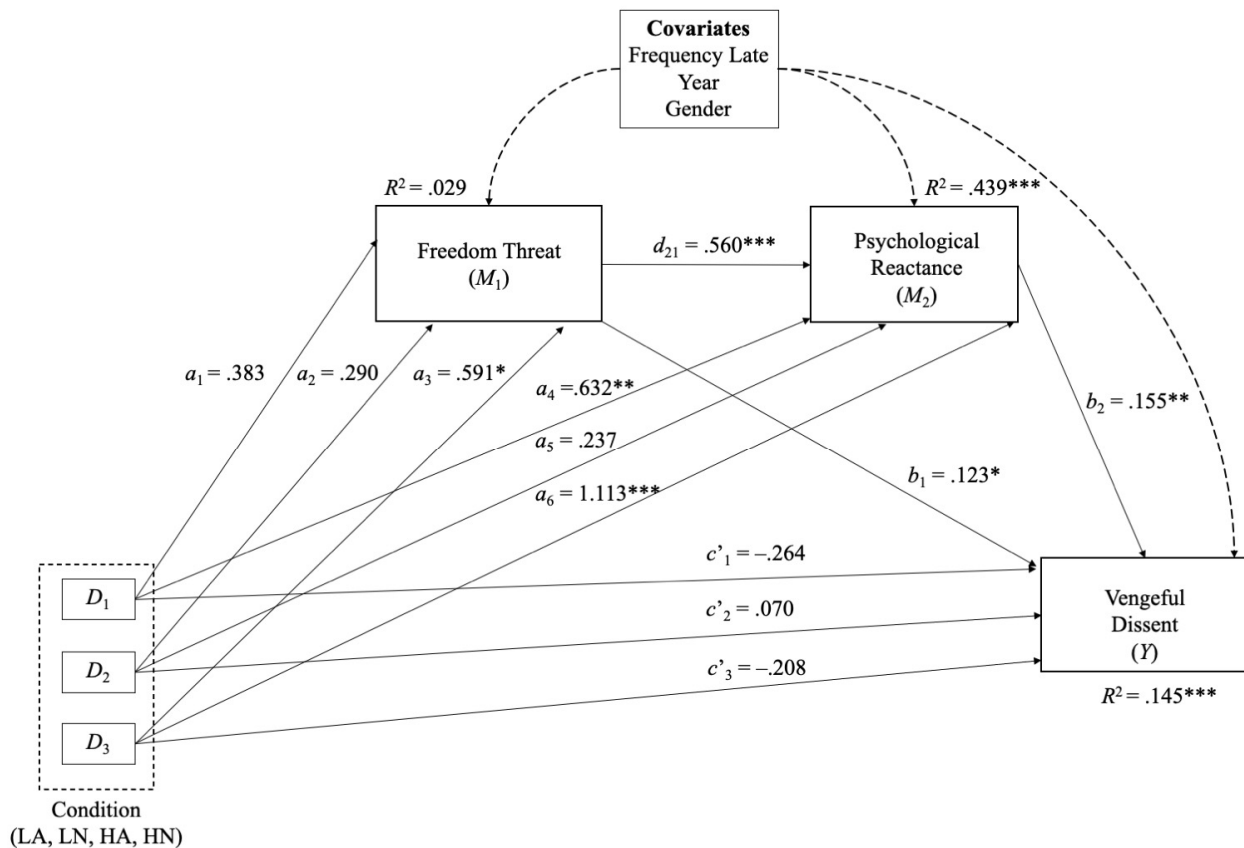 Covariates
Frequency Late
Year
Gender
R² = .029
R² = .439***
Freedom Threat
(M₁)
d₂₁ = .560***
Psychological
Reactance
(M₂)
a₁ = .383
a₂ = .290
a₃ = .591*
a₄ =.632**
a₅ = .237
a₆ = 1.113***
b₂ = .155**
b₁ = .123*
c’₁ = –.264
c’₂ = .070
c’₃ = –.208
D₁
D₂
D₃
Vengeful
Dissent
(Y)
R² = .145***
Condition
(LA, LN, HA, HN)